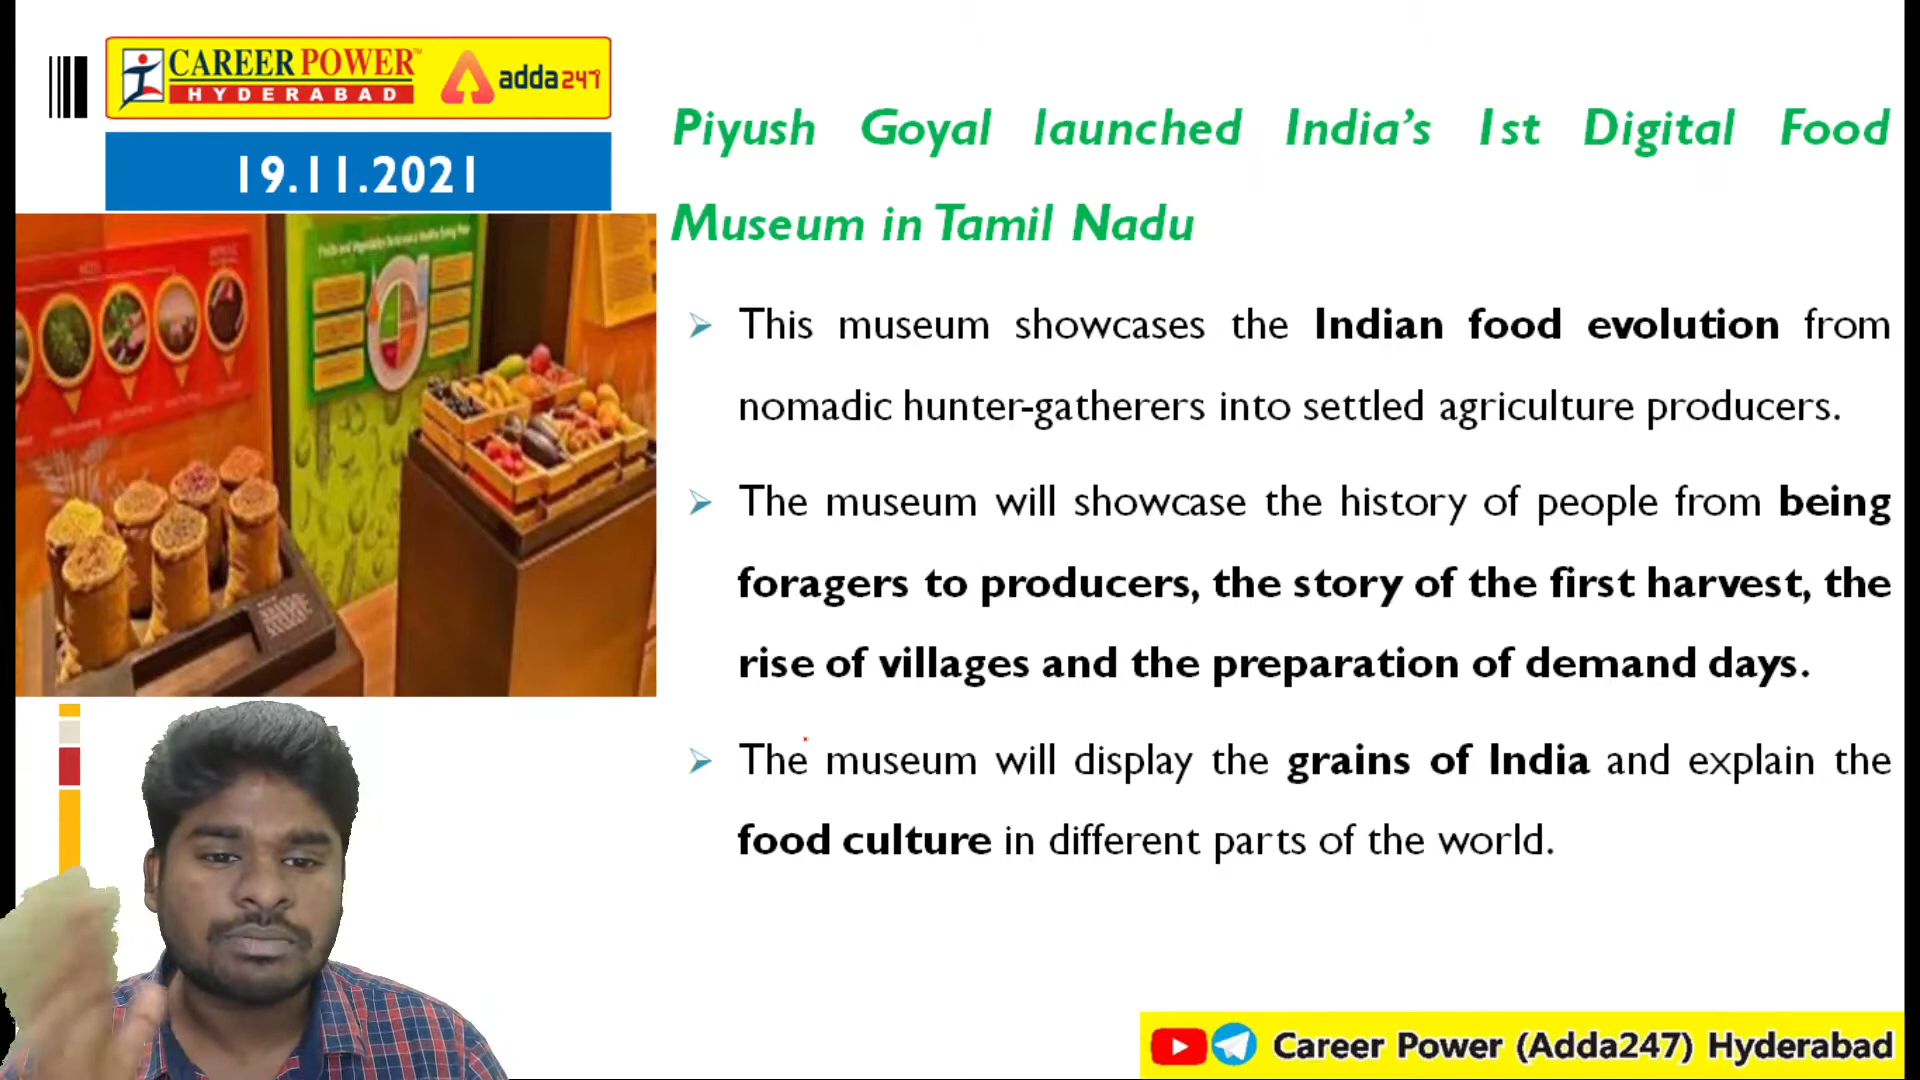 CAREER POWER™
HYDERABAD
adda247
19.11.2021
Piyush Goyal launched India's 1st Digital Food
Museum in Tamil Nadu
This museum showcases the Indian food evolution from
nomadic hunter-gatherers into settled agriculture producers.
The museum will showcase the history of people from being
foragers to producers, the story of the first harvest, the
rise of villages and the preparation of demand days.
The museum will display the grains of India and explain the
food culture in different parts of the world.
Career Power (Adda247) Hyderabad